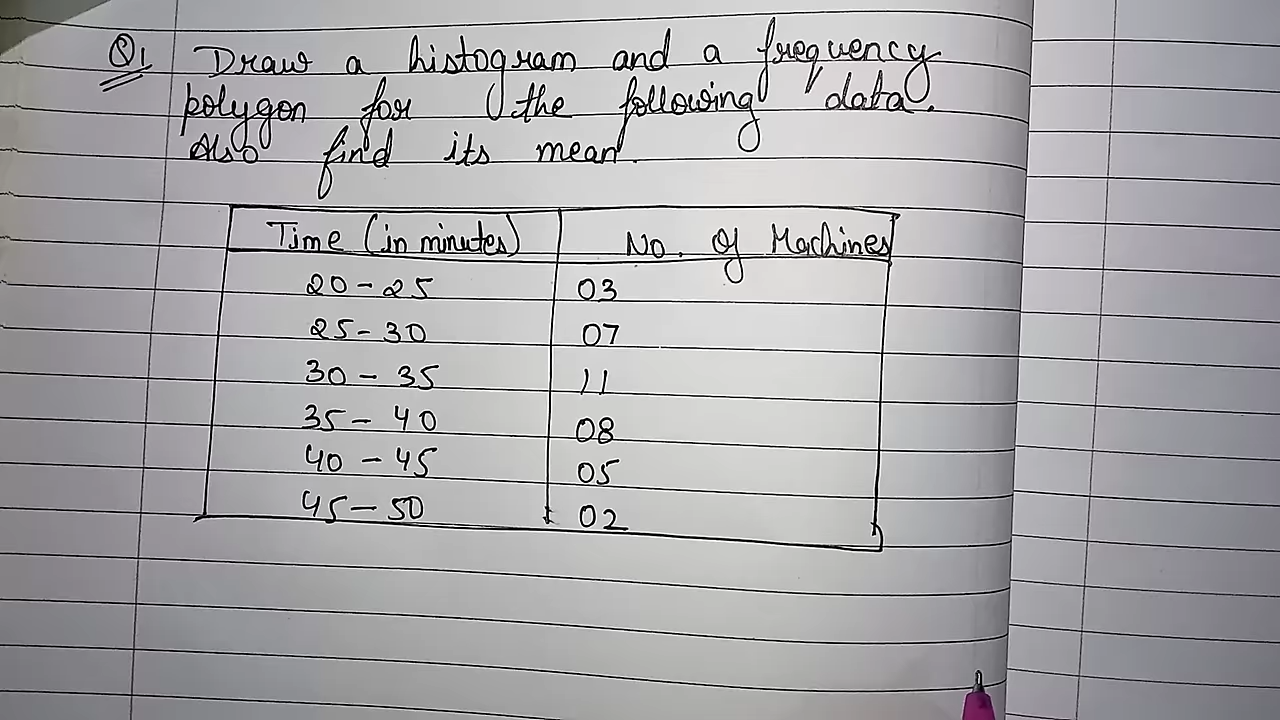 Q1 Draw a histogram and a frequency
polygon for the following data.
Also find its mean.
Time (in minutes) No. Of Machines
20 - 25 03
25 - 30 07
30 - 35 11
35 - 40 08
40 - 45 05
45 - 50 02